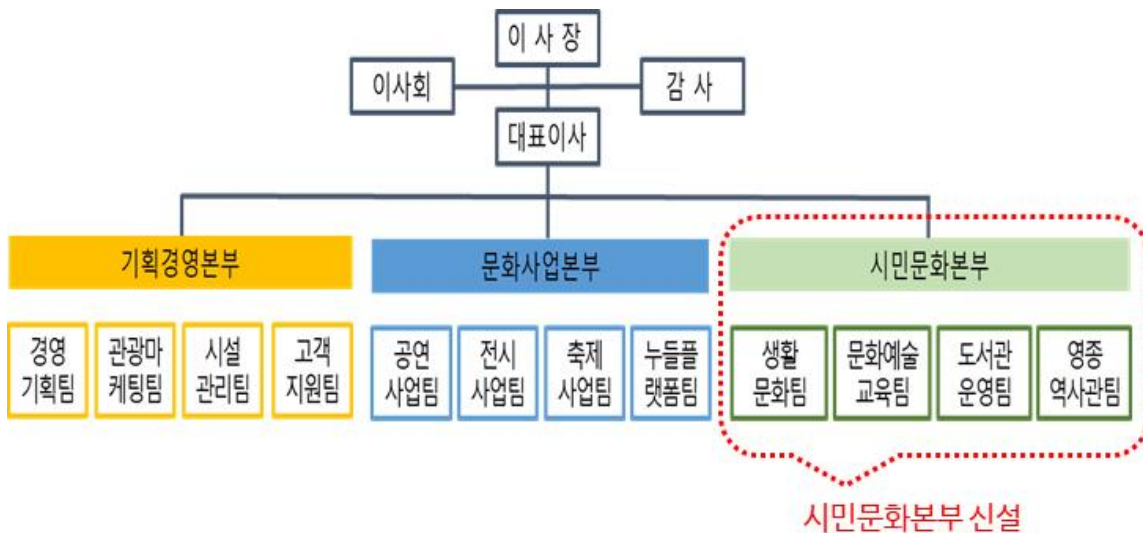 이 사 장
이사회
감 사
대표이사
기획경영본부
문화사업본부
시민문화본부
경영
기획팀
관광마
케팅팀
시설
관리팀
고객
지원팀
공연
사업팀
전시
사업팀
축제
사업팀
누들플
랫폼팀
생활
문화팀
문화예술
교육팀
도서관
운영팀
영종
역사관팀
시민문화본부 신설